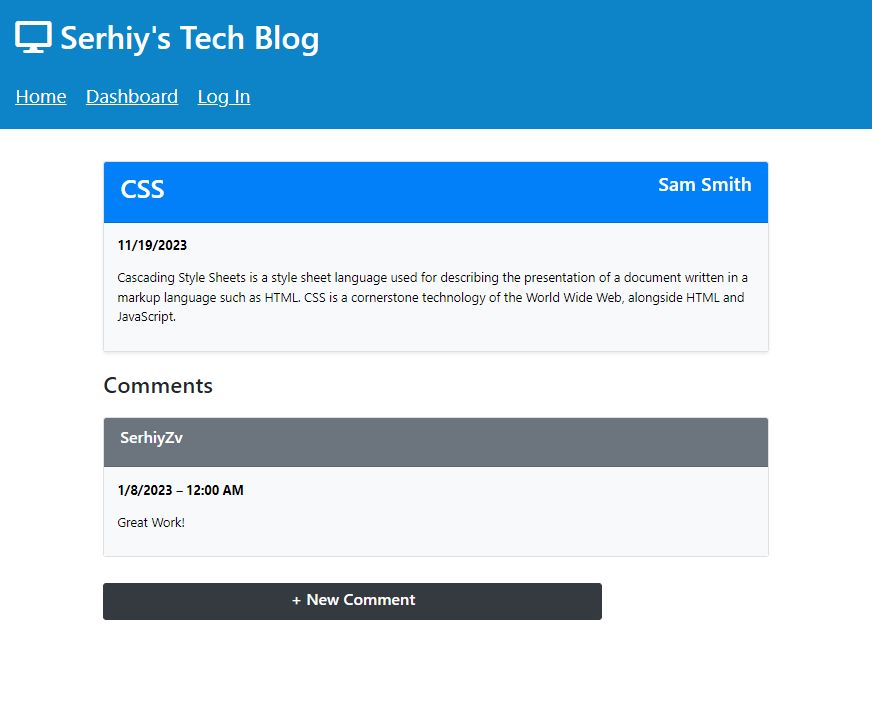 Serhiy's Tech Blog
Home Dashboard Log In
CSS Sam Smith
11/19/2023
Cascading Style Sheets is a style sheet language used for describing the presentation of a document written in a
markup language such as HTML. CSS is a cornerstone technology of the World Wide Web, alongside HTML and
JavaScript.
Comments
SerhiyZv
1/8/2023 – 12:00 AM
Great Work!
+ New Comment